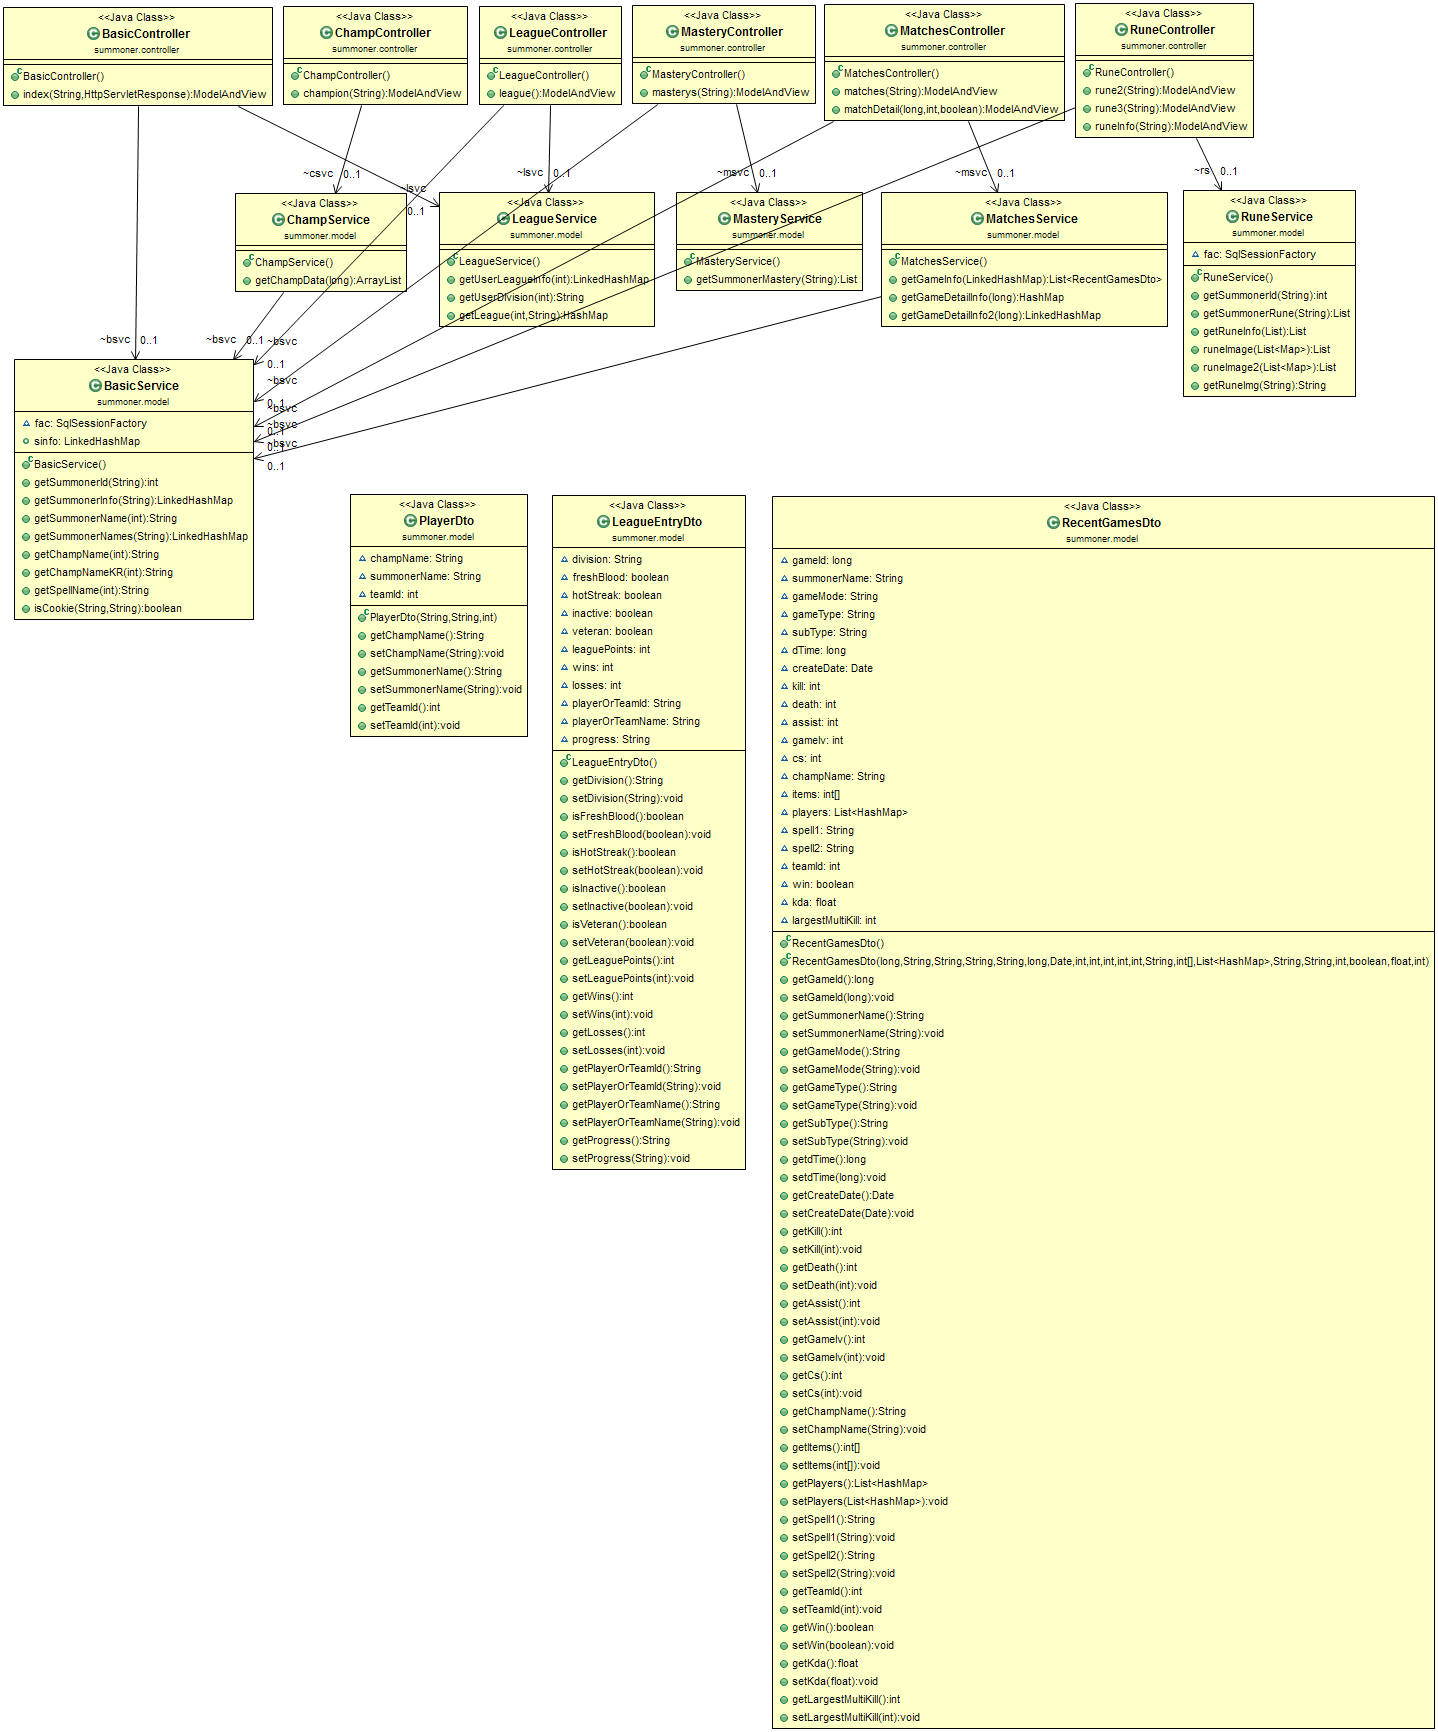 <<Java Class>>
BasicController
summoner.controller
BasicController()
index(String,HttpServletResponse):ModelAndView
<<Java Class>>
ChampController
summoner.controller
ChampController()
champion(String):ModelAndView
<<Java Class>>
LeagueController
summoner.controller
LeagueController()
league():ModelAndView
<<Java Class>>
MasteryController
summoner.controller
MasteryController()
masterys(String):ModelAndView
<<Java Class>>
MatchesController
summoner.controller
MatchesController()
matches(String):ModelAndView
matchDetail(long,int,boolean):ModelAndView
<<Java Class>>
RuneController
summoner.controller
RuneController()
rune2(String):ModelAndView
rune3(String):ModelAndView
runeInfo(String):ModelAndView
~csvc 0..1
~lsvc
0..1
~lsvc 0..1
~msvc 0..1
~msvc 0..1
~rs 0..1
<<Java Class>>
ChampService
summoner.model
ChampService()
getChampData(long):ArrayList
<<Java Class>>
LeagueService
summoner.model
LeagueService()
getUserLeagueInfo(int):LinkedHashMap
getUserDivision(int):String
getLeague(int,String):HashMap
<<Java Class>>
MasteryService
summoner.model
MasteryService()
getSummonerMastery(String):List
<<Java Class>>
MatchesService
summoner.model
MatchesService()
getGameInfo(LinkedHashMap):List<RecentGamesDto>
getGameDetailInfo(long):HashMap
getGameDetailInfo2(long):LinkedHashMap
<<Java Class>>
RuneService
summoner.model
fac: SqlSessionFactory
RuneService()
getSummonerId(String):int
getSummonerRune(String):List
getRuneInfo(List):List
runeImage(List<Map>):List
runeImage2(List<Map>):List
getRuneImg(String):String
~bsvc 0..1
~bsvc 0..1
~bsvc
0..1
~bsvc
0..1
~bsvc
0..1
~bsvc
0..1
~bsvc
0..1
<<Java Class>>
BasicService
summoner.model
fac: SqlSessionFactory
sinfo: LinkedHashMap
BasicService()
getSummonerId(String):int
getSummonerInfo(String):LinkedHashMap
getSummonerName(int):String
getSummonerNames(String):LinkedHashMap
getChampName(int):String
getChampNameKR(int):String
getSpellName(int):String
isCookie(String,String):boolean
<<Java Class>>
PlayerDto
summoner.model
champName: String
summonerName: String
teamId: int
PlayerDto(String,String,int)
getChampName():String
setChampName(String):void
getSummonerName():String
setSummonerName(String):void
getTeamId():int
setTeamId(int):void
<<Java Class>>
LeagueEntryDto
summoner.model
division: String
freshBlood: boolean
hotStreak: boolean
inactive: boolean
veteran: boolean
leaguePoints: int
wins: int
losses: int
playerOrTeamId: String
playerOrTeamName: String
progress: String
LeagueEntryDto()
getDivision():String
setDivision(String):void
isFreshBlood():boolean
setFreshBlood(boolean):void
isHotStreak():boolean
setHotStreak(boolean):void
isInactive():boolean
setInactive(boolean):void
isVeteran():boolean
setVeteran(boolean):void
getLeaguePoints():int
setLeaguePoints(int):void
getWins():int
setWins(int):void
getLosses():int
setLosses(int):void
getPlayerOrTeamId():String
setPlayerOrTeamId(String):void
getPlayerOrTeamName():String
setPlayerOrTeamName(String):void
getProgress():String
setProgress(String):void
<<Java Class>>
RecentGamesDto
summoner.model
gameId: long
summonerName: String
gameMode: String
gameType: String
subType: String
dTime: long
createDate: Date
kill: int
death: int
assist: int
gamelv: int
cs: int
champName: String
items: int[]
players: List<HashMap>
spell1: String
spell2: String
teamId: int
win: boolean
kda: float
largestMultiKill: int
RecentGamesDto()
RecentGamesDto(long,String,String,String,String,long,Date,int,int,int,int,int,String,int[],List<HashMap>,String,String,int,boolean,float,int)
getGameId():long
setGameId(long):void
getSummonerName():String
setSummonerName(String):void
getGameMode():String
setGameMode(String):void
getGameType():String
setGameType(String):void
getSubType():String
setSubType(String):void
getdTime():long
setdTime(long):void
getCreateDate():Date
setCreateDate(Date):void
getKill():int
setKill(int):void
getDeath():int
setDeath(int):void
getAssist():int
setAssist(int):void
getGamelv():int
setGamelv(int):void
getCs():int
setCs(int):void
getChampName():String
setChampName(String):void
getItems():int[]
setItems(int[]):void
getPlayers():List<HashMap>
setPlayers(List<HashMap>):void
getSpell1():String
setSpell1(String):void
getSpell2():String
setSpell2(String):void
getTeamId():int
setTeamId(int):void
getWin():boolean
setWin(boolean):void
getKda():float
setKda(float):void
getLargestMultiKill():int
setLargestMultiKill(int):void